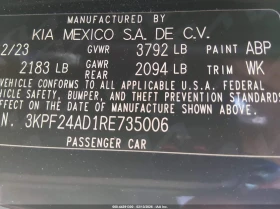 MANUFACTURED BY
KIA MEXICO S.A. DE C.V.
2/23 GVWR 3792 LB PAINT ABP
2183 LB GAWR REAR 2094 LB TRIM WK
VEHICLE CONFORMS TO ALL APPLICABLE U.S.A. FEDERAL
VEHICLE SAFETY, BUMPER, AND THEFT PREVENTION STANDARDS
EFFECT ON THE DATE OF MANUFACTURE SHOWN ABOVE.
N. 3KPF24AD1RE735006
PASSENGER CAR